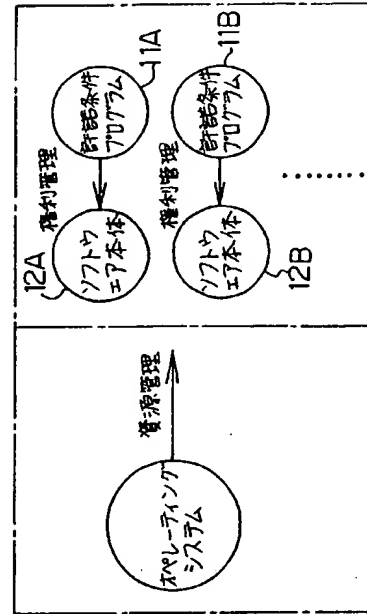 オペレーティング
システム
資源管理
12A
ソフトウ
エア本体
権利管理
許諾条件
プログラム
11A
12B
ソフトウ
エア本体
権利管理
許諾条件
プログラム
11B